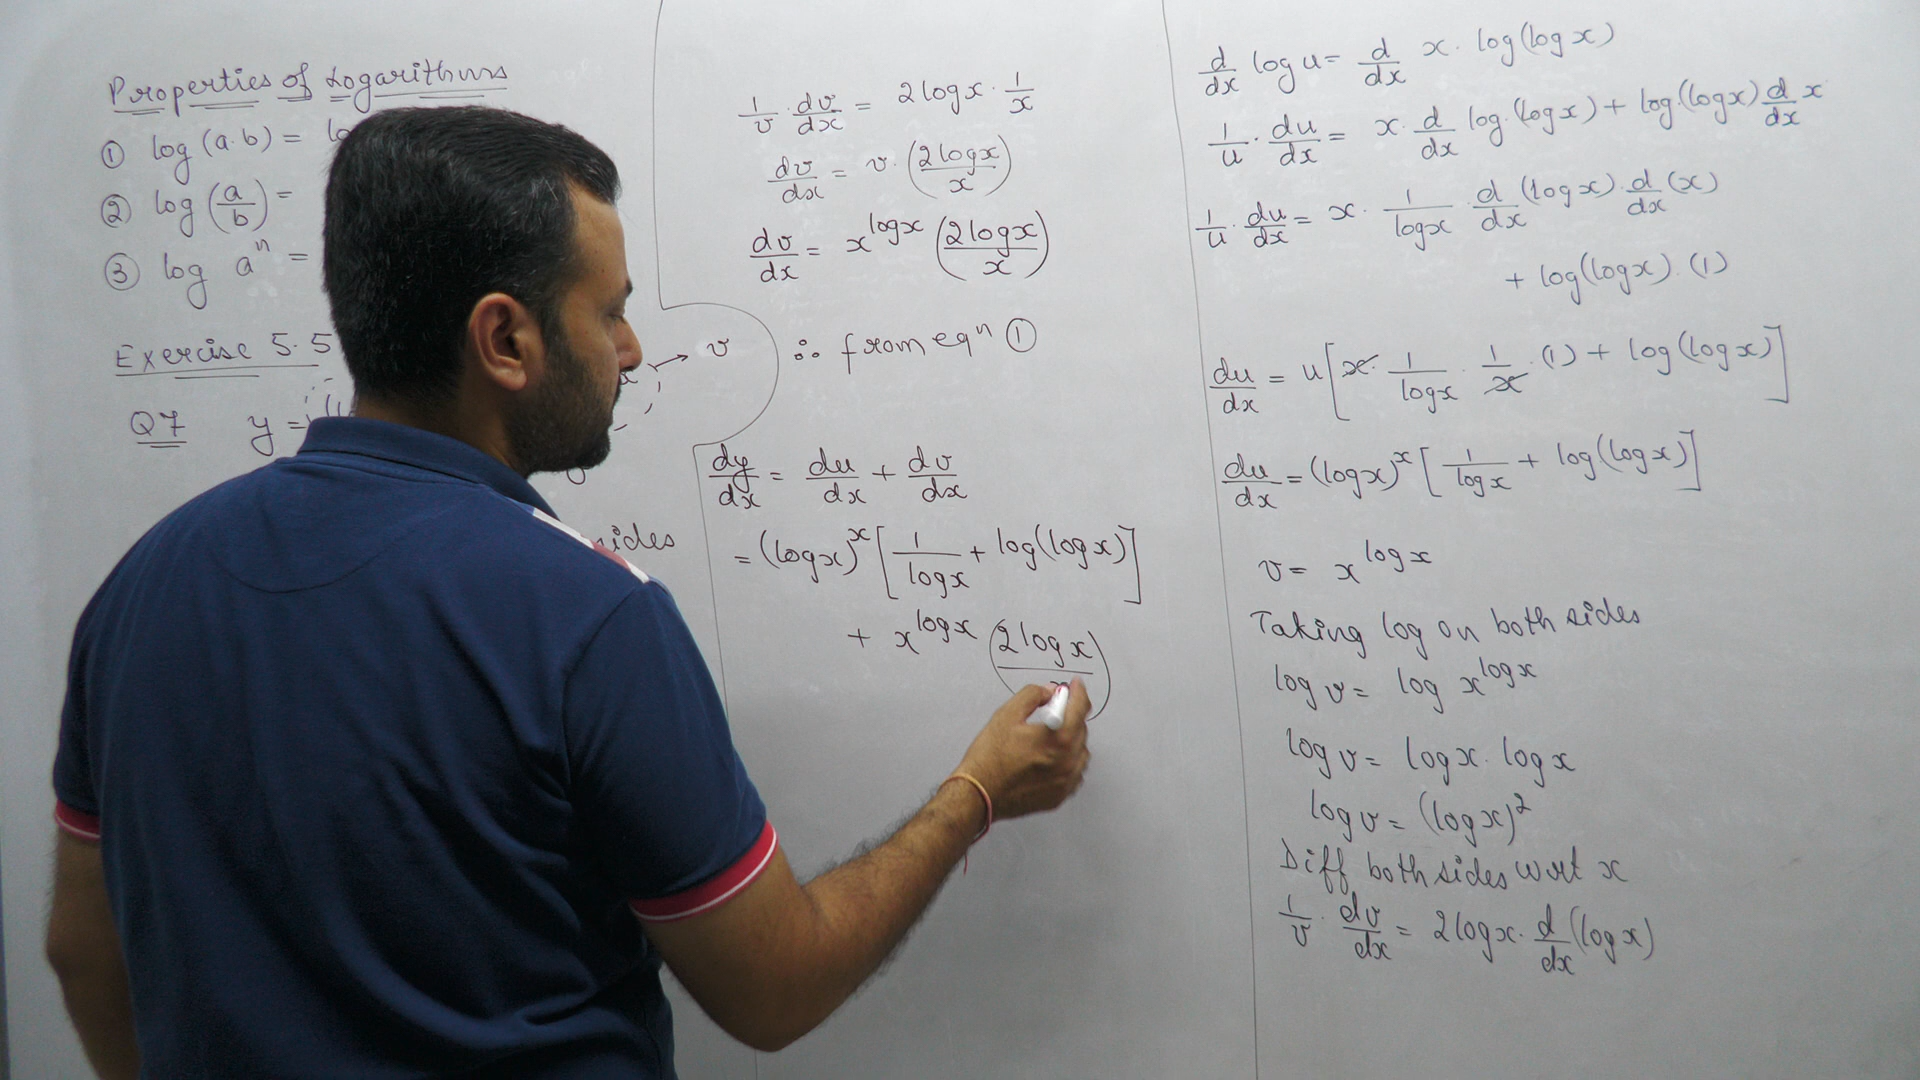 Properties of Logarithms
① log (a.b) = lo
② log (a/b) =
③ log aⁿ =
Exercise 5.5
Q7 y =
→ v
sides
1/v . dv/dx = 2 log x . 1/x
dv/dx = v . (2 log x / x)
dv/dx = x^(log x) (2 log x / x)
∴ from eqⁿ ①
dy/dx = du/dx + dv/dx
= (log x)^x [1/log x + log (log x)]
+ x^(log x) (2 log x / x)
d/dx log u = d/dx x . log (log x)
1/u . du/dx = x . d/dx log . (log x) + log . (log x) d/dx x
1/u . du/dx = x . 1/log x . d/dx (log x) . d/dx (x)
+ log (log x) . (1)
du/dx = u [x . 1/log x . 1/x . (1) + log (log x)]
du/dx = (log x)^x [1/log x + log (log x)]
v = x^(log x)
Taking log on both sides
log v = log x^(log x)
log v = log x . log x
log v = (log x)²
Diff both sides wrt x
1/v . dv/dx = 2 log x . d/dx (log x)